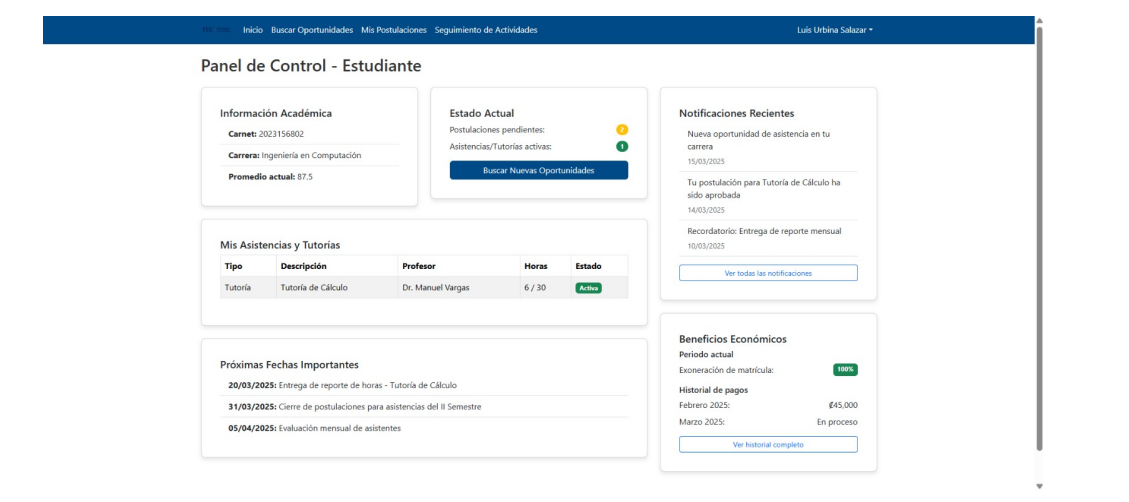 Inicio Buscar Oportunidades Mis Postulaciones Seguimiento de Actividades Luis Urbina Salazar
Panel de Control - Estudiante
Información Académica
Carnet: 2023156802
Carrera: Ingeniería en Computación
Promedio actual: 87.5
Estado Actual
Postulaciones pendientes: 2
Asistencias/Tutorías activas: 1
Buscar Nuevas Oportunidades
Notificaciones Recientes
Nueva oportunidad de asistencia en tu
carrera
15/03/2025
Tu postulación para Tutoría de Cálculo ha
sido aprobada
14/03/2025
Recordatorio: Entrega de reporte mensual
10/03/2025
Ver todas las notificaciones
Mis Asistencias y Tutorías
Tipo Descripción Profesor Horas Estado
Tutoría Tutoría de Cálculo Dr. Manuel Vargas 6 / 30 Activa
Próximas Fechas Importantes
20/03/2025: Entrega de reporte de horas - Tutoría de Cálculo
31/03/2025: Cierre de postulaciones para asistencias del II Semestre
05/04/2025: Evaluación mensual de asistentes
Beneficios Económicos
Periodo actual
Exoneración de matrícula: 100%
Historial de pagos
Febrero 2025: ₡45,000
Marzo 2025: En proceso
Ver historial completo